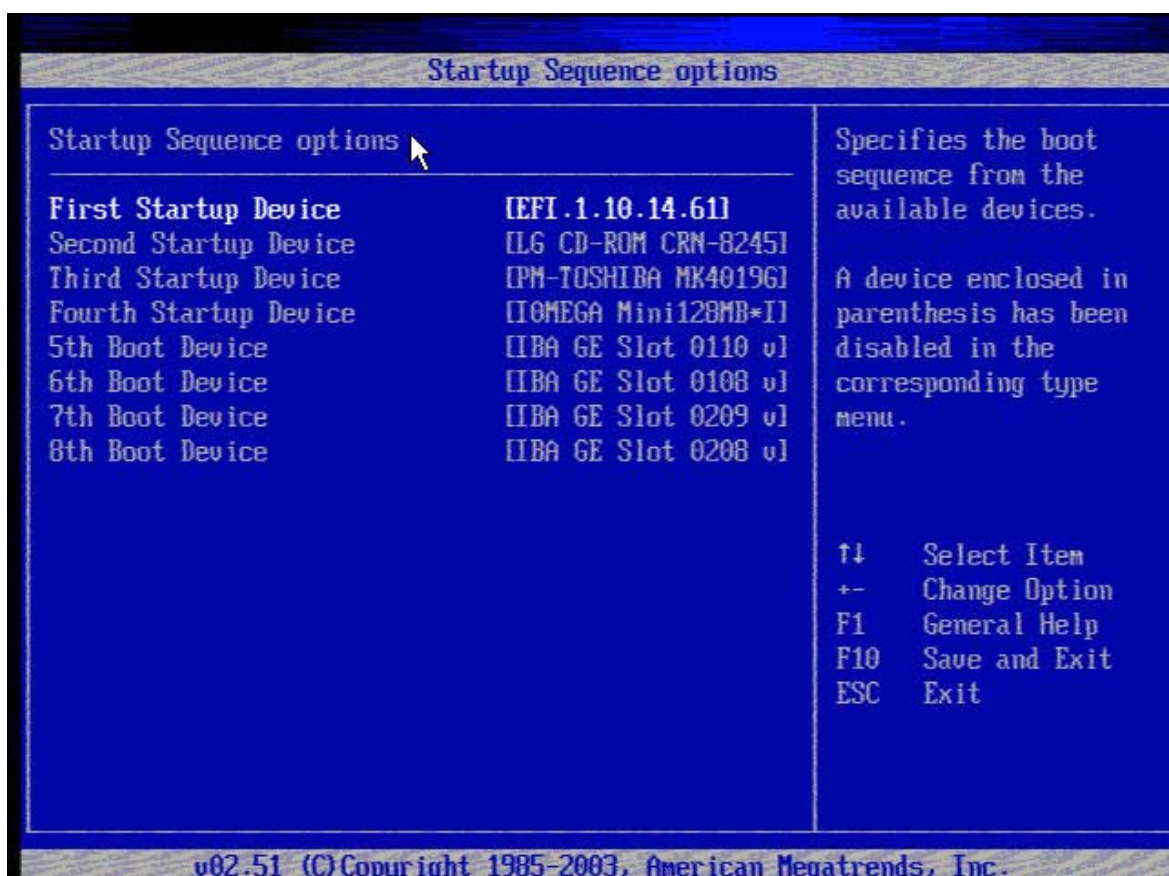 Startup Sequence options
Startup Sequence options
First Startup Device [EFI.1.10.14.61]
Second Startup Device [LG CD-ROM CRN-8245]
Third Startup Device [PM-TOSHIBA MK4019G]
Fourth Startup Device [IOMEGA Mini128MB*I]
5th Boot Device [IBA GE Slot 0110 v]
6th Boot Device [IBA GE Slot 0108 v]
7th Boot Device [IBA GE Slot 0209 v]
8th Boot Device [IBA GE Slot 0208 v]
Specifies the boot
sequence from the
available devices.
A device enclosed in
parenthesis has been
disabled in the
corresponding type
menu.
↑↓ Select Item
+- Change Option
F1 General Help
F10 Save and Exit
ESC Exit
v02.51 (C)Copyright 1985-2003, American Megatrends, Inc.